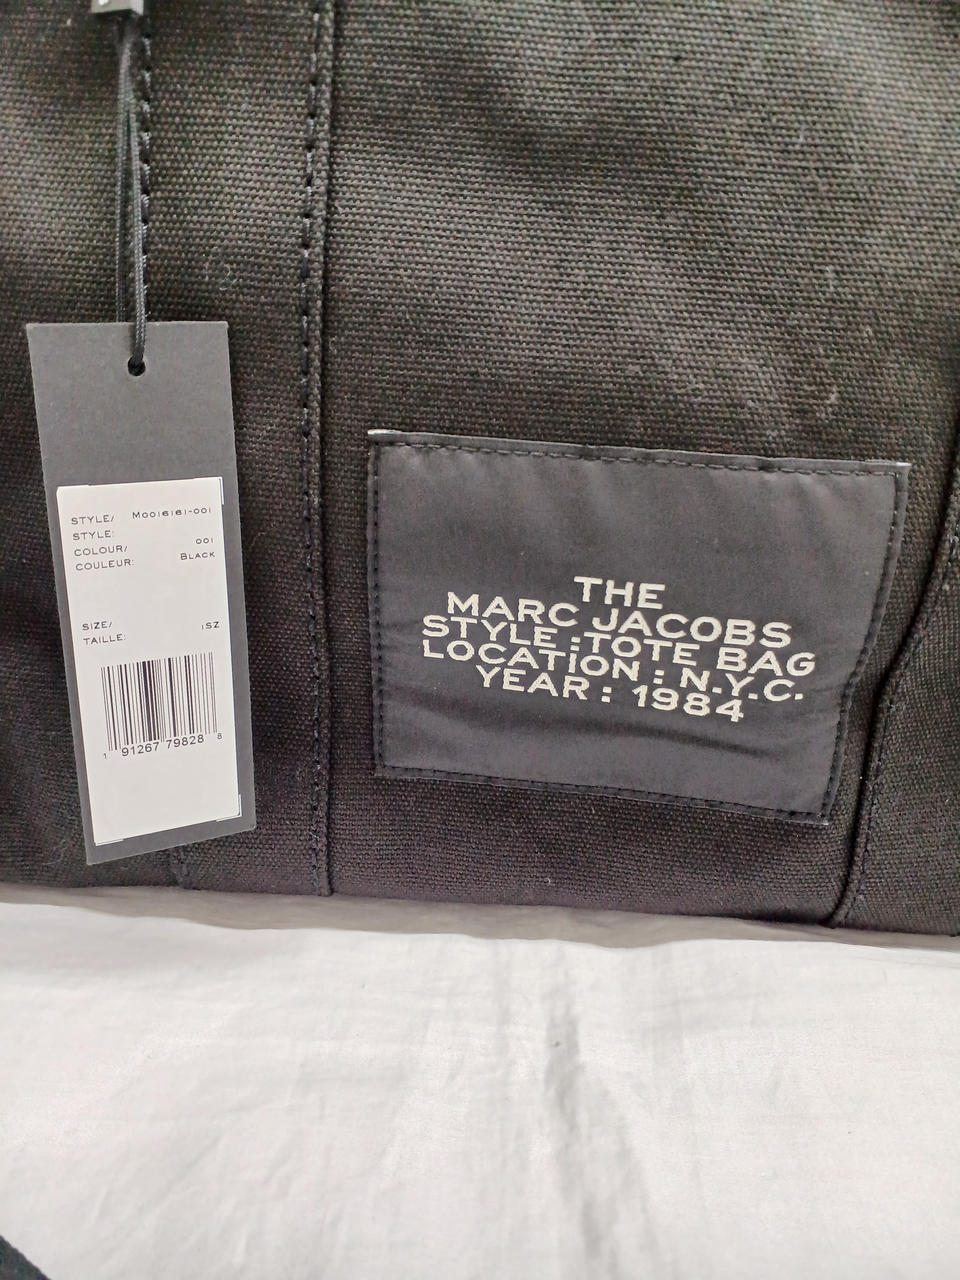 STYLE/ M0016161-001
STYLE:
COLOUR/ 001
COULEUR: BLACK
SIZE/ 1SZ
TAILLE:
1 91267 79828 8
THE
MARC JACOBS
STYLE : TOTE BAG
LOCATION : N.Y.C.
YEAR : 1984